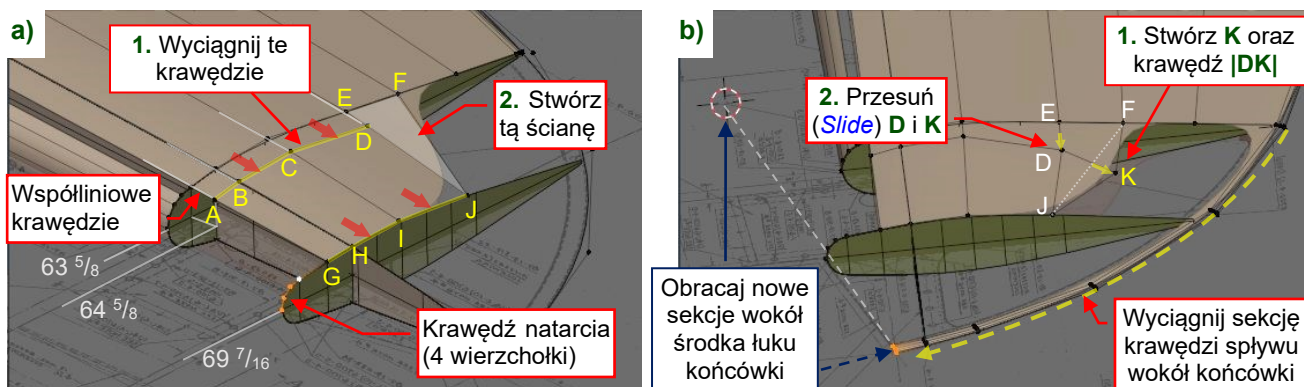 a)
1. Wyciągnij te
krawędzie
F
E
2. Stwórz
tą ścianę
D
C
Współliniowe
krawędzie
B
A
J
I
H
G
63 5/8
64 5/8
69 7/16
Krawędź natarcia
(4 wierzchołki)
b)
1. Stwórz K oraz
krawędź |DK|
2. Przesuń
(Slide) D i K
E
F
D
K
J
Obracaj nowe
sekcje wokół
środka łuku
końcówki
Wyciągnij sekcję
krawędzi spływu
wokół końcówki